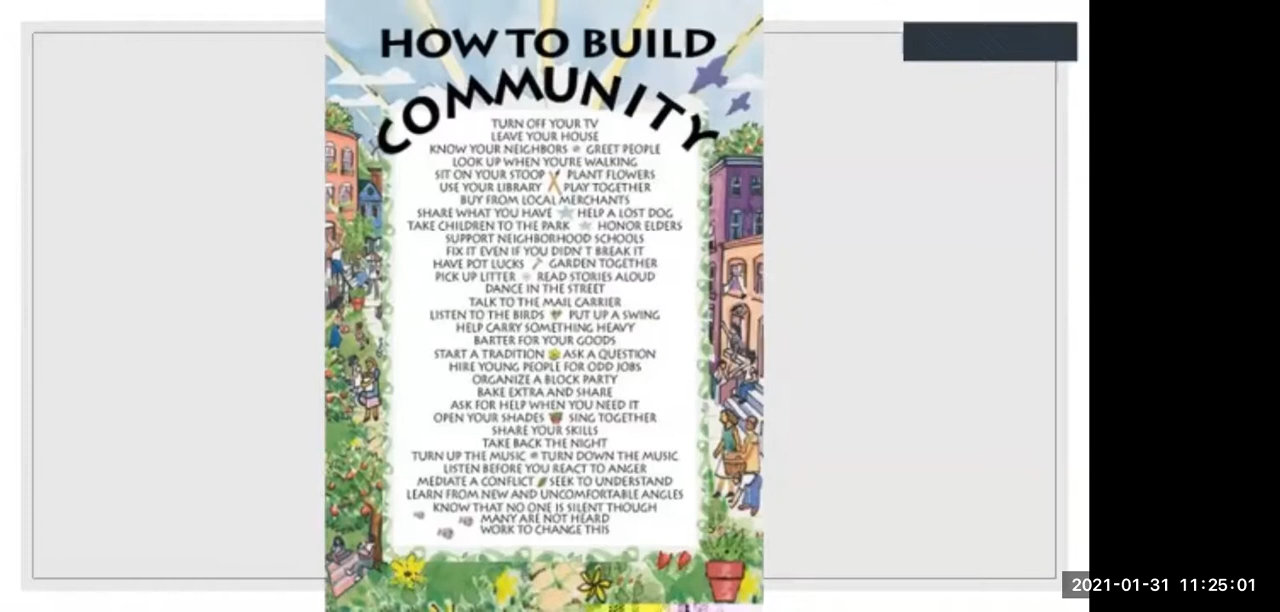 HOW TO BUILD
COMMUNITY
TURN OFF YOUR TV
LEAVE YOUR HOUSE
KNOW YOUR NEIGHBORS GREET PEOPLE
LOOK UP WHEN YOU'RE WALKING
SIT ON YOUR STOOP PLANT FLOWERS
USE YOUR LIBRARY PLAY TOGETHER
BUY FROM LOCAL MERCHANTS
SHARE WHAT YOU HAVE HELP A LOST DOG
TAKE CHILDREN TO THE PARK HONOR ELDERS
SUPPORT NEIGHBORHOOD SCHOOLS
FIX IT EVEN IF YOU DIDN'T BREAK IT
HAVE POT LUCKS GARDEN TOGETHER
PICK UP LITTER READ STORIES ALOUD
DANCE IN THE STREET
TALK TO THE MAIL CARRIER
LISTEN TO THE BIRDS PUT UP A SWING
HELP CARRY SOMETHING HEAVY
BARTER FOR YOUR GOODS
START A TRADITION ASK A QUESTION
HIRE YOUNG PEOPLE FOR ODD JOBS
ORGANIZE A BLOCK PARTY
BAKE EXTRA AND SHARE
ASK FOR HELP WHEN YOU NEED IT
OPEN YOUR SHADES SING TOGETHER
SHARE YOUR SKILLS
TAKE BACK THE NIGHT
TURN UP THE MUSIC TURN DOWN THE MUSIC
LISTEN BEFORE YOU REACT TO ANGER
MEDIATE A CONFLICT SEEK TO UNDERSTAND
LEARN FROM NEW AND UNCOMFORTABLE ANGLES
KNOW THAT NO ONE IS SILENT THOUGH
MANY ARE NOT HEARD
WORK TO CHANGE THIS
2021-01-31 11:25:01